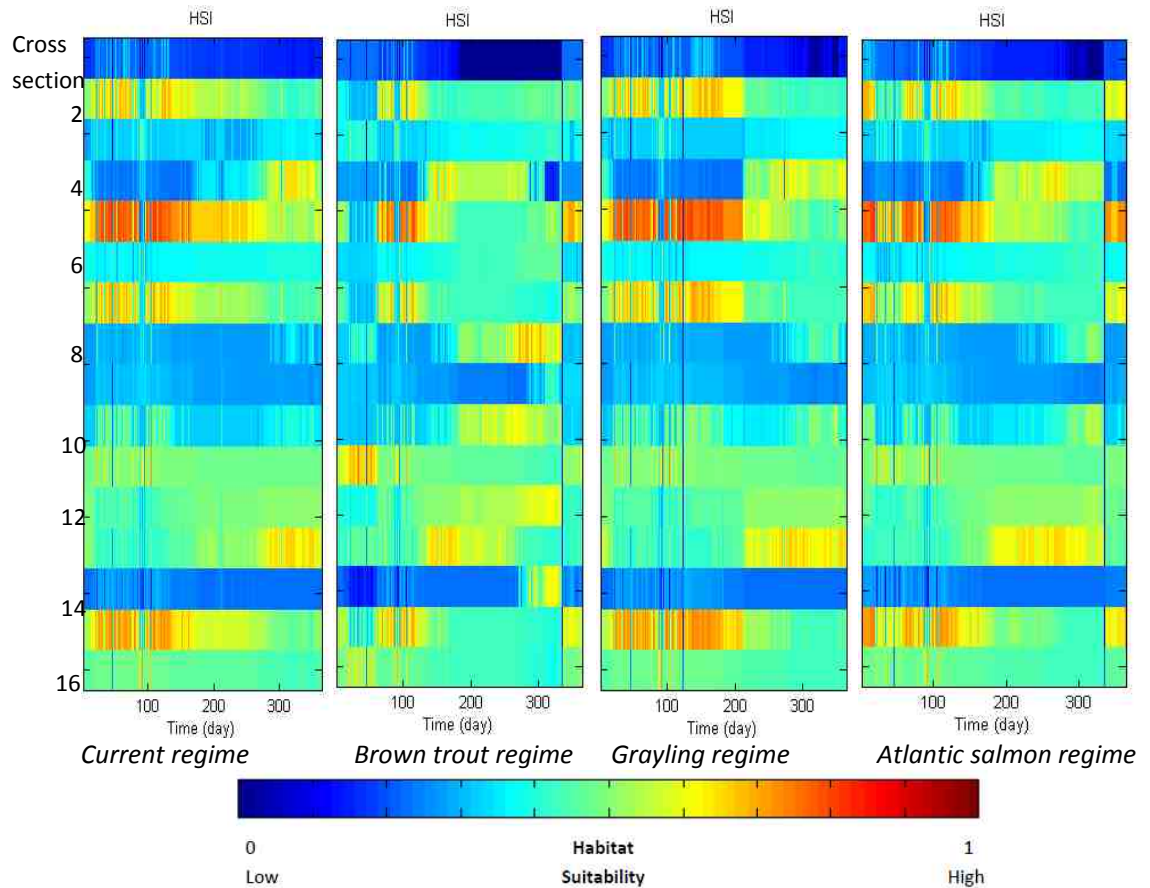 HSI HSI HSI HSI
Cross
section
2
4
6
8
10
12
14
16
100 200 300 100 200 300 100 200 300 100 200 300
Time (day) Time (day) Time (day) Time (day)
Current regime Brown trout regime Grayling regime Atlantic salmon regime
0 Habitat 1
Low Suitability High